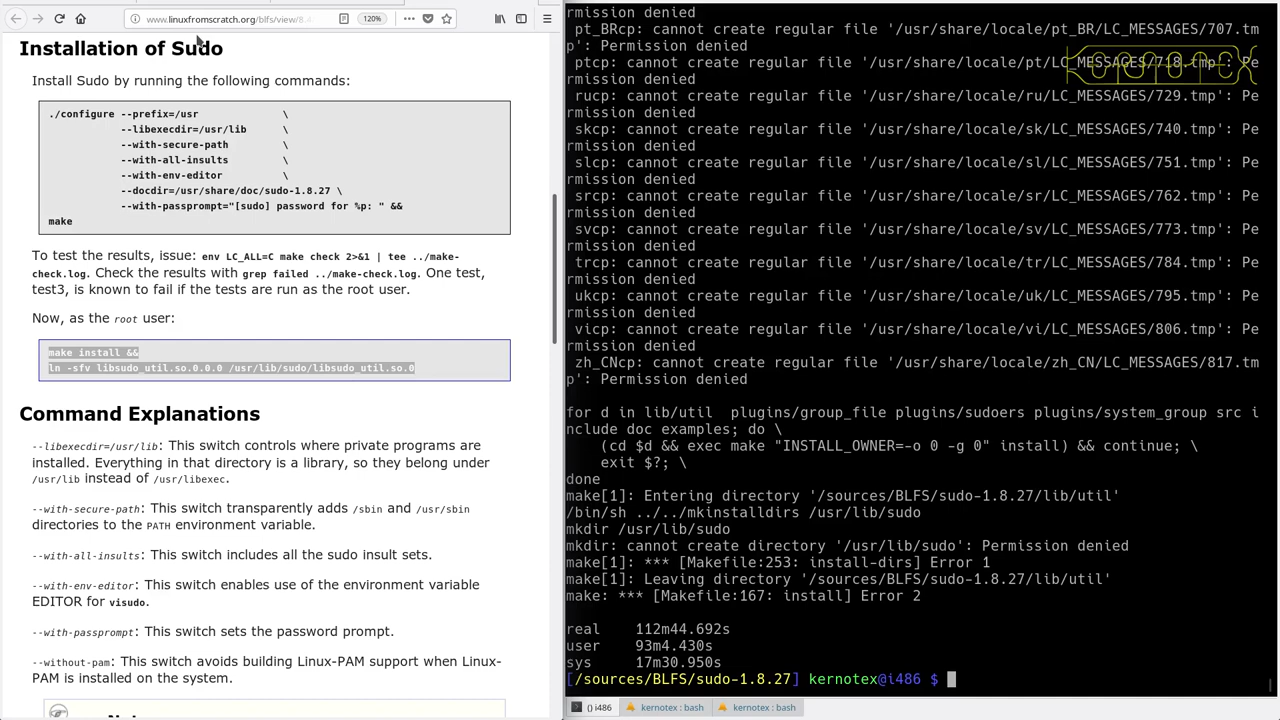 www.linuxfromscratch.org/blfs/view/8.4
120%
Installation of Sudo
Install Sudo by running the following commands:
./configure --prefix=/usr \
--libexecdir=/usr/lib \
--with-secure-path \
--with-all-insults \
--with-env-editor \
--docdir=/usr/share/doc/sudo-1.8.27 \
--with-passprompt="[sudo] password for %p: " &&
make
To test the results, issue: env LC_ALL=C make check 2>&1 | tee ../make-
check.log. Check the results with grep failed ../make-check.log. One test,
test3, is known to fail if the tests are run as the root user.
Now, as the root user:
make install &&
ln -sfv libsudo_util.so.0.0.0 /usr/lib/sudo/libsudo_util.so.0
Command Explanations
--libexecdir=/usr/lib: This switch controls where private programs are
installed. Everything in that directory is a library, so they belong under
/usr/lib instead of /usr/libexec.
--with-secure-path: This switch transparently adds /sbin and /usr/sbin
directories to the PATH environment variable.
--with-all-insults: This switch includes all the sudo insult sets.
--with-env-editor: This switch enables use of the environment variable
EDITOR for visudo.
--with-passprompt: This switch sets the password prompt.
--without-pam: This switch avoids building Linux-PAM support when Linux-
PAM is installed on the system.
rmission denied
pt_BRcp: cannot create regular file '/usr/share/locale/pt_BR/LC_MESSAGES/707.tm
p': Permission denied
ptcp: cannot create regular file '/usr/share/locale/pt/LC_MESSAGES/718.tmp': Pe
rmission denied
rucp: cannot create regular file '/usr/share/locale/ru/LC_MESSAGES/729.tmp': Pe
rmission denied
skcp: cannot create regular file '/usr/share/locale/sk/LC_MESSAGES/740.tmp': Pe
rmission denied
slcp: cannot create regular file '/usr/share/locale/sl/LC_MESSAGES/751.tmp': Pe
rmission denied
srcp: cannot create regular file '/usr/share/locale/sr/LC_MESSAGES/762.tmp': Pe
rmission denied
svcp: cannot create regular file '/usr/share/locale/sv/LC_MESSAGES/773.tmp': Pe
rmission denied
trcp: cannot create regular file '/usr/share/locale/tr/LC_MESSAGES/784.tmp': Pe
rmission denied
ukcp: cannot create regular file '/usr/share/locale/uk/LC_MESSAGES/795.tmp': Pe
rmission denied
vicp: cannot create regular file '/usr/share/locale/vi/LC_MESSAGES/806.tmp': Pe
rmission denied
zh_CNcp: cannot create regular file '/usr/share/locale/zh_CN/LC_MESSAGES/817.tm
p': Permission denied
for d in lib/util plugins/group_file plugins/sudoers plugins/system_group src i
nclude doc examples; do \
(cd $d && exec make "INSTALL_OWNER=-o 0 -g 0" install) && continue; \
exit $?; \
done
make[1]: Entering directory '/sources/BLFS/sudo-1.8.27/lib/util'
/bin/sh ../../mkinstalldirs /usr/lib/sudo
mkdir /usr/lib/sudo
mkdir: cannot create directory '/usr/lib/sudo': Permission denied
make[1]: *** [Makefile:253: install-dirs] Error 1
make[1]: Leaving directory '/sources/BLFS/sudo-1.8.27/lib/util'
make: *** [Makefile:167: install] Error 2
real 112m44.692s
user 93m4.430s
sys 17m30.950s
[/sources/BLFS/sudo-1.8.27] kernotex@i486 $
() i486
kernotex : bash
kernotex : bash